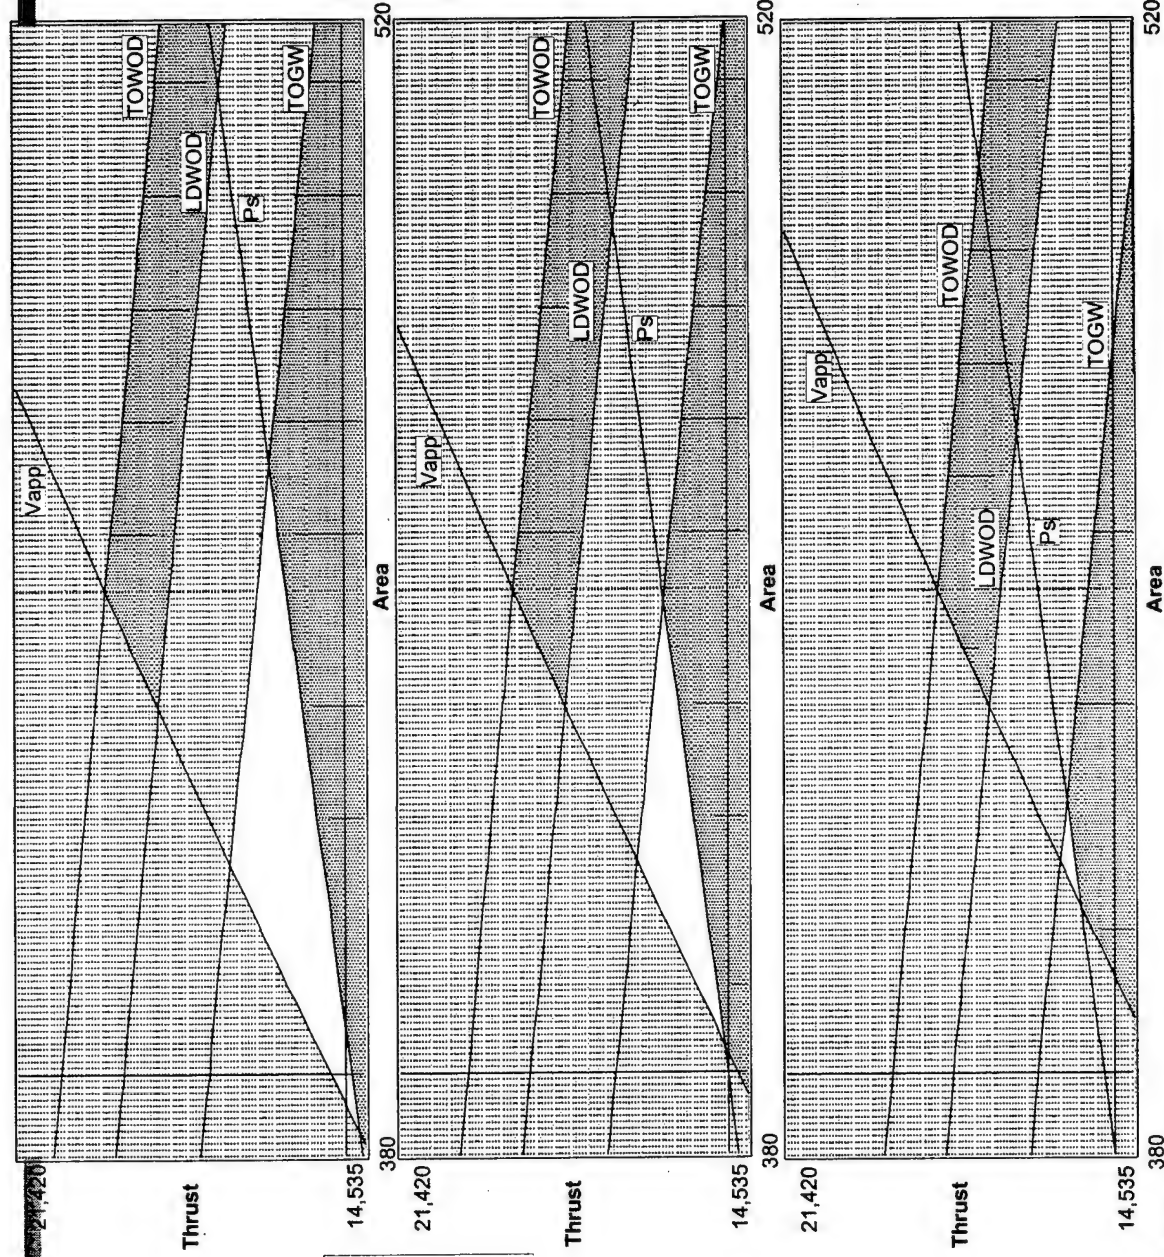 21,420
Vapp
TOWOD
Thrust
LDWOD
Ps
TOGW
14,535
380 Area 520
21,420
Vapp
TOWOD
Thrust
LDWOD
Ps
TOGW
14,535
380 Area 520
21,420
Vapp
TOWOD
Thrust
LDWOD
Ps
TOGW
14,535
380 Area 520